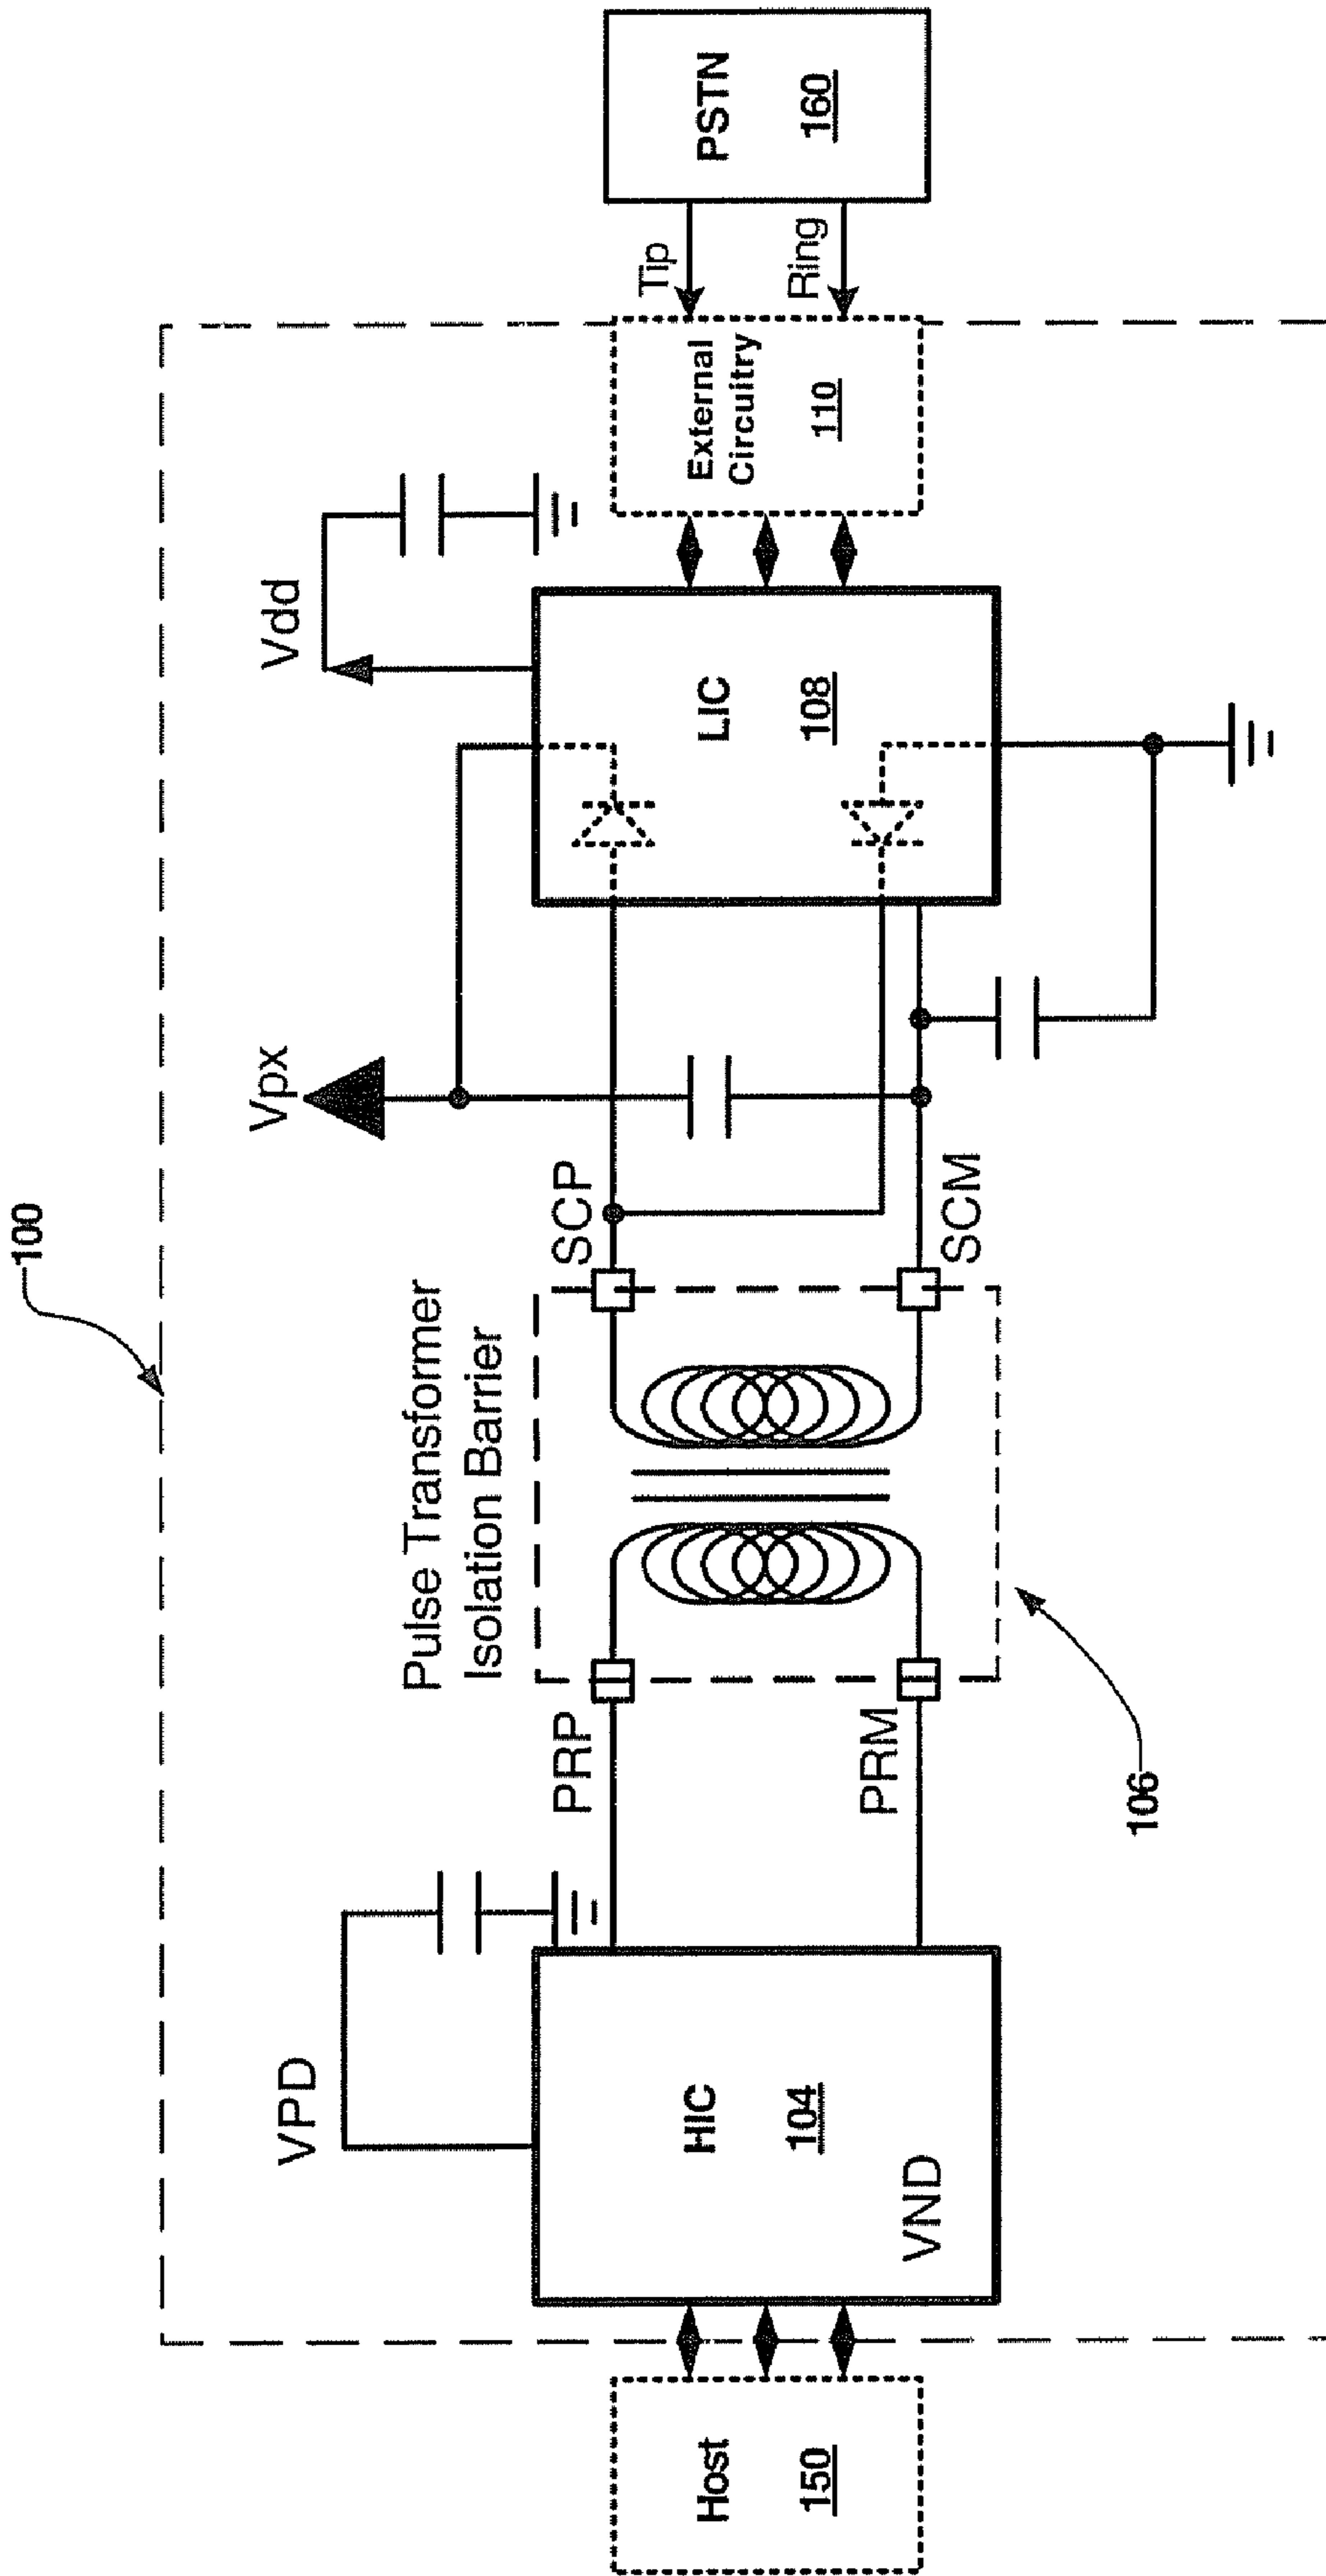 100
VPD
HIC
104
VND
Host
150
PRP
PRM
Pulse Transformer
Isolation Barrier
106
SCP
SCM
Vpx
Vdd
LIC
108
External
Circuitry
110
Tip
Ring
PSTN
160